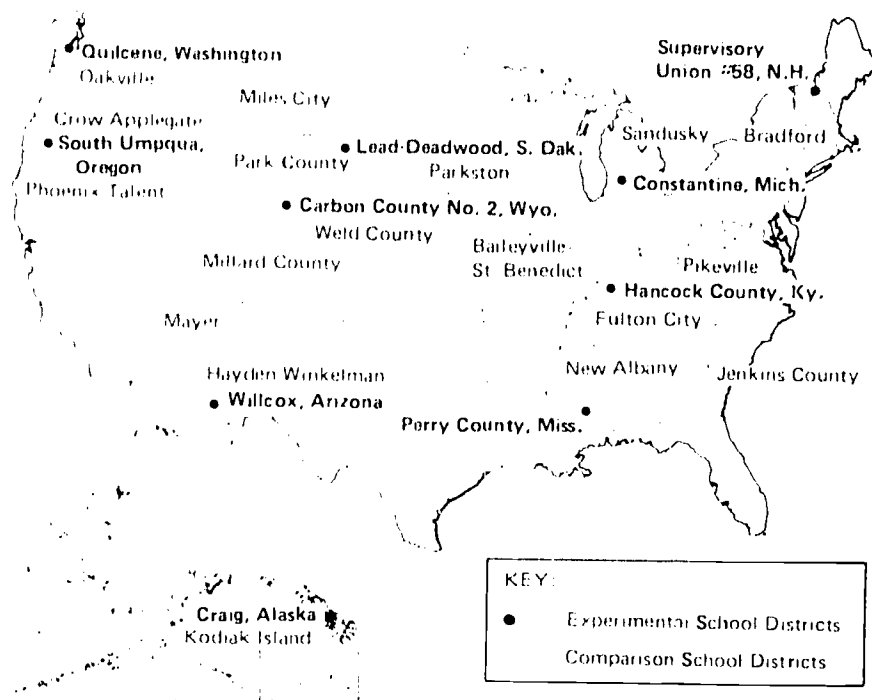 Quilcene, Washington
Oakville
Supervisory
Union #58, N.H.
Miles City
Crow Applegate
South Umpqua,
Oregon
Phoenix Talent
Park County
Lead-Deadwood, S. Dak.
Parkston
Sandusky
Bradford
Constantine, Mich.
Carbon County No. 2, Wyo.
Weld County
Millard County
Baileyville
St. Benedict
Pikeville
Hancock County, Ky.
Fulton City
Mayer
Hayden Winkelman
Willcox, Arizona
New Albany
Jenkins County
Perry County, Miss.
Craig, Alaska
Kodiak Island
KEY:
Experimental School Districts
Comparison School Districts